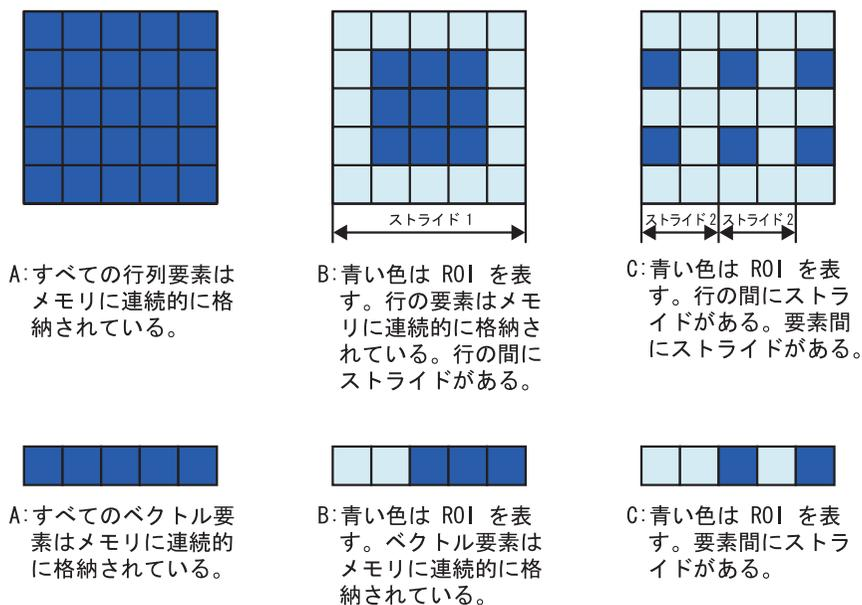 ストライド 1
ストライド 2
ストライド 2
A:すべての行列要素は
メモリに連続的に格
納されている。
B:青い色は ROI を表
す。行の要素はメモ
リに連続的に格納さ
れている。行の間に
ストライドがある。
C:青い色は ROI を表
す。行の間にストラ
イドがある。要素間
にストライドがある。
A:すべてのベクトル要
素はメモリに連続的
に格納されている。
B:青い色は ROI を表
す。ベクトル要素は
メモリに連続的に格
納されている。
C:青い色は ROI を表
す。要素間にストラ
イドがある。